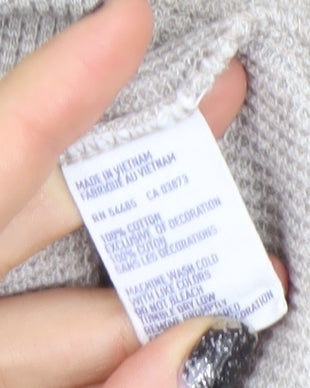 MADE IN VIETNAM
FABRIQUÉ AU VIETNAM
RN 54485 CA 03873
100% COTTON
EXCLUSIVE OF DECORATION
100% COTON
SANS LES DÉCORATIONS
MACHINE WASH COLD
WITH LIKE COLORS
DO NOT BLEACH
TUMBLE DRY LOW
REMOVE PROMPTLY
DECORATION